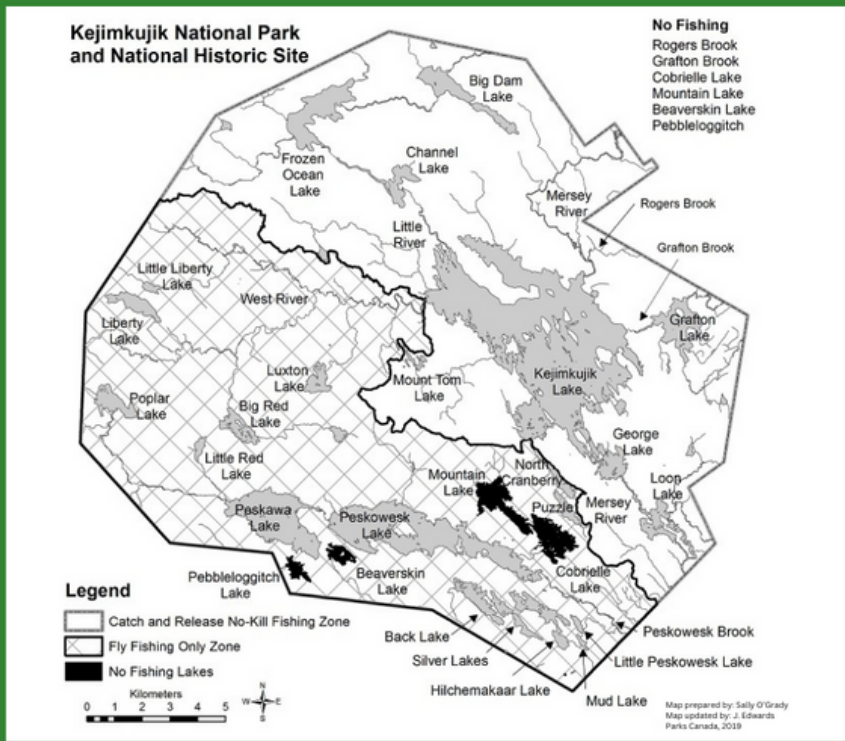 Kejimkujik National Park
and National Historic Site
No Fishing
Rogers Brook
Grafton Brook
Cobrielle Lake
Mountain Lake
Beaverskin Lake
Pebbleloggitch
Big Dam
Lake
Frozen
Ocean
Lake
Channel
Lake
Mersey
River
Rogers Brook
Little
River
Grafton Brook
Little Liberty
Lake
West River
Liberty
Lake
Grafton
Lake
Luxton
Lake
Mount Tom
Lake
Kejimkujik
Lake
Poplar
Lake
Big Red
Lake
George
Lake
Little Red
Lake
Mountain
Lake
North
Cranberry
Loon
Lake
Puzzle
Mersey
River
Peskawa
Lake
Peskowesk
Lake
Cobrielle
Lake
Pebbleloggitch
Lake
Beaverskin
Lake
Legend
Catch and Release No-Kill Fishing Zone
Fly Fishing Only Zone
No Fishing Lakes
Back Lake
Silver Lakes
Hilchemakaar Lake
Mud Lake
Little Peskowesk Lake
Peskowesk Brook
Kilometers
0 1 2 3 4 5
N
W E
S
Map prepared by: Sally O'Grady
Map updated by: J. Edwards
Parks Canada, 2019